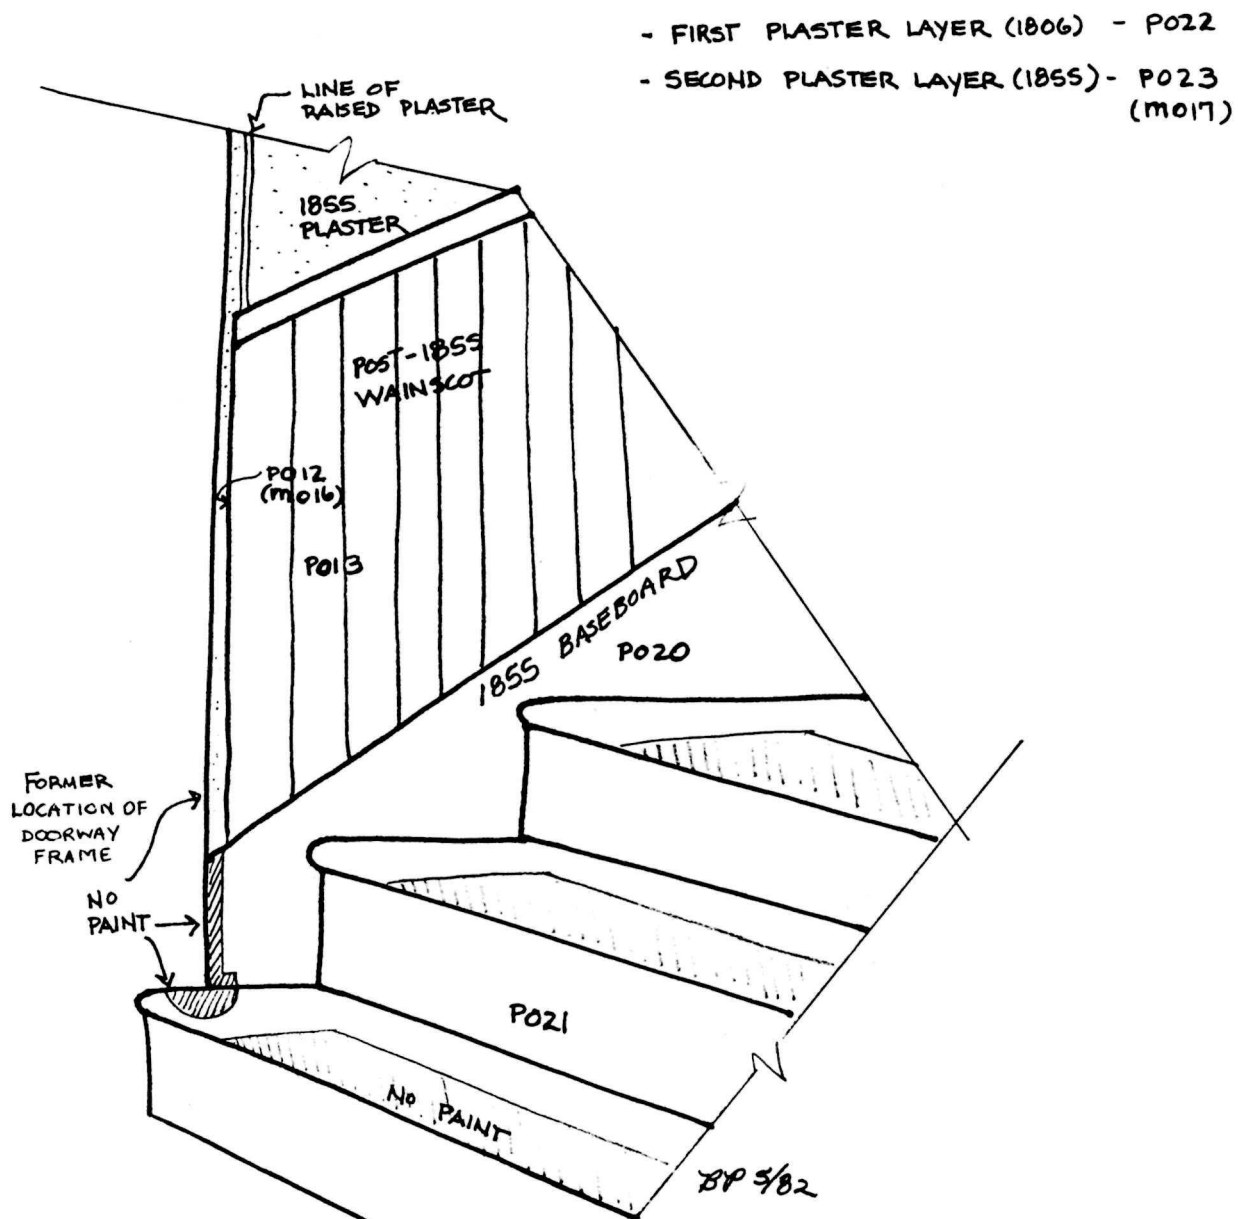 - FIRST PLASTER LAYER (1806) - P022
- SECOND PLASTER LAYER (1855) - P023
(M017)
LINE OF
RAISED PLASTER
1855
PLASTER
POST-1855
WAINSCOT
P012
(M016)
P013
1855 BASEBOARD
P020
FORMER
LOCATION OF
DOORWAY
FRAME
NO
PAINT
P021
NO PAINT
BP 5/82